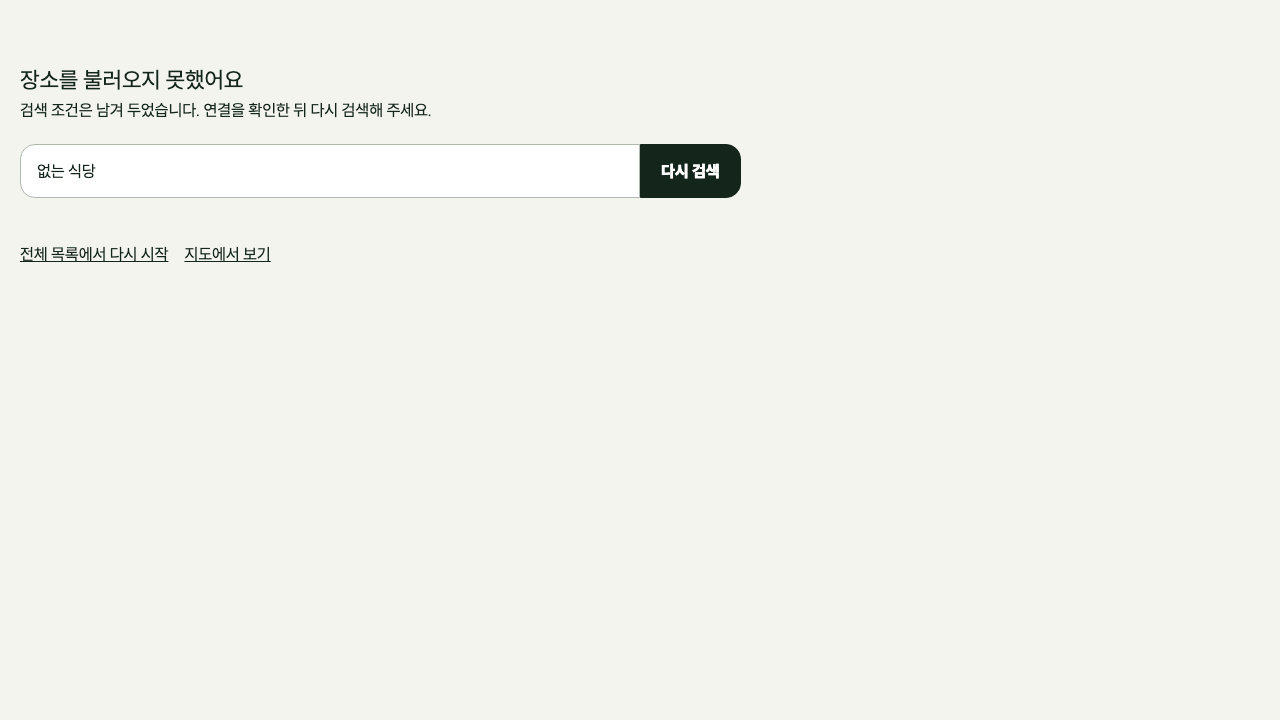 장소를 불러오지 못했어요
검색 조건은 남겨 두었습니다. 연결을 확인한 뒤 다시 검색해 주세요.
없는 식당
다시 검색
전체 목록에서 다시 시작 지도에서 보기